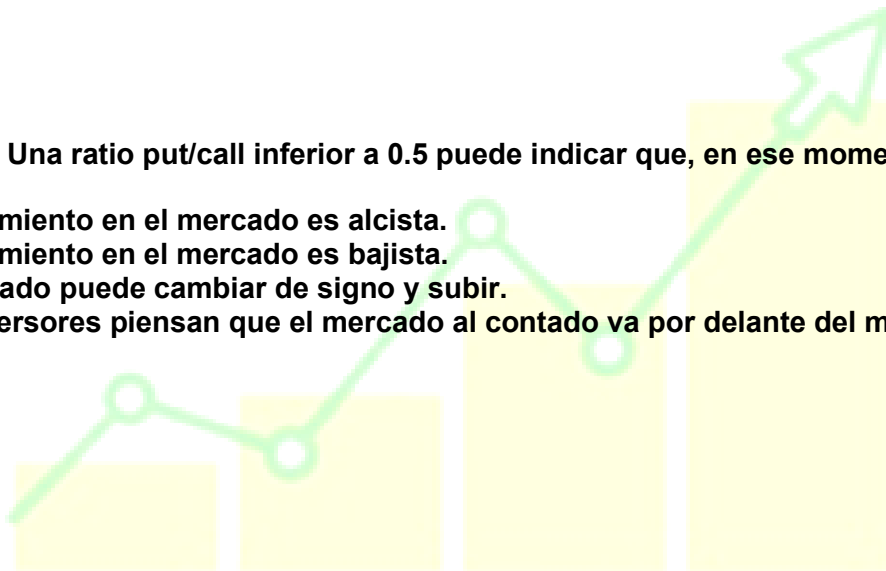 Una ratio put/call inferior a 0.5 puede indicar que, en ese mome
miento en el mercado es alcista.
miento en el mercado es bajista.
ado puede cambiar de signo y subir.
ersores piensan que el mercado al contado va por delante del m